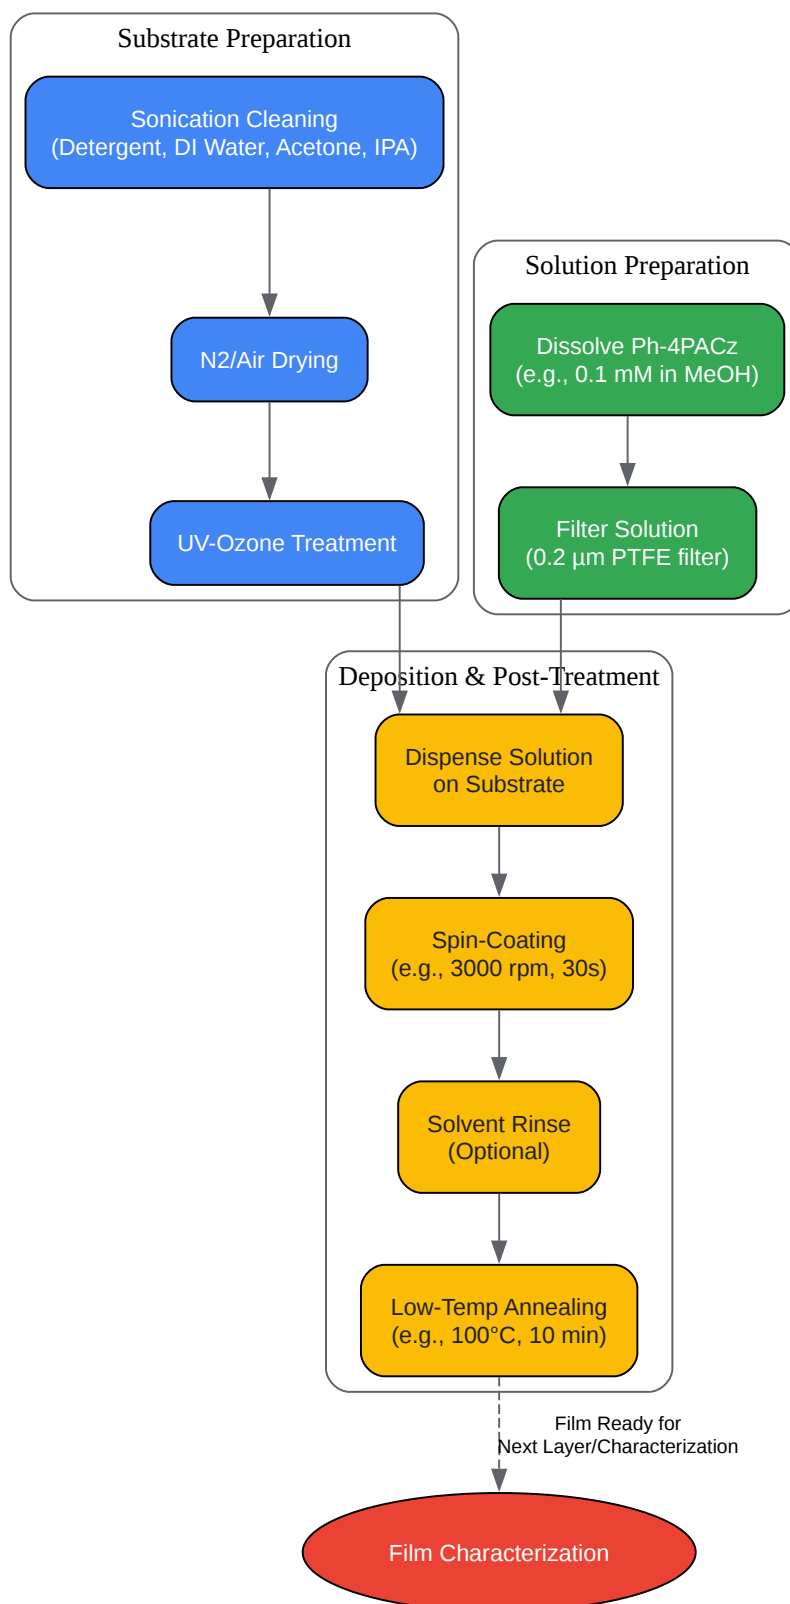 Substrate Preparation
Sonication Cleaning
(Detergent, DI Water, Acetone, IPA)
N2/Air Drying
UV-Ozone Treatment
Solution Preparation
Dissolve Ph-4PACz
(e.g., 0.1 mM in MeOH)
Filter Solution
(0.2 µm PTFE filter)
Deposition & Post-Treatment
Dispense Solution
on Substrate
Spin-Coating
(e.g., 3000 rpm, 30s)
Solvent Rinse
(Optional)
Low-Temp Annealing
(e.g., 100°C, 10 min)
Film Ready for
Next Layer/Characterization
Film Characterization